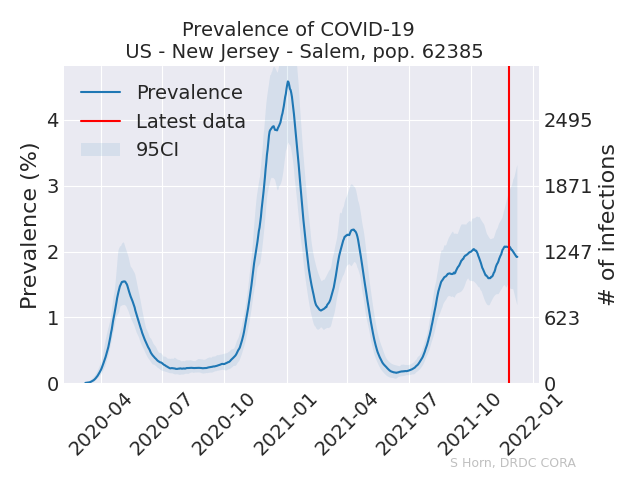 Prevalence of COVID-19
US - New Jersey - Salem, pop. 62385
Prevalence
Latest data
95CI
Prevalence (%)
4
3
2
1
0
2495
1871
1247
623
0
# of infections
2020-04
2020-07
2020-10
2021-01
2021-04
2021-07
2021-10
2022-01
S Horn, DRDC CORA